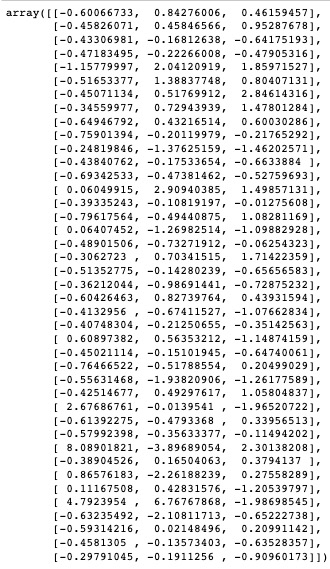 array([[-0.60066733,  0.84276006,  0.46159457],
[-0.45826071,  0.45846566,  0.95287678],
[-0.43306981, -0.16812638, -0.64175193],
[-0.47183495, -0.22266008, -0.47905316],
[-1.15779997,  2.04120919,  1.85971527],
[-0.51653377,  1.38837748,  0.80407131],
[-0.45071134,  0.51769912,  2.84614316],
[-0.34559977,  0.72943939,  1.47801284],
[-0.64946792,  0.43216514,  0.60030286],
[-0.75901394, -0.20119979, -0.21765292],
[-0.24819846, -1.37625159, -1.46202571],
[-0.43840762, -0.17533654, -0.6633884 ],
[-0.69342533, -0.47381462, -0.52759693],
[ 0.06049915,  2.90940385,  1.49857131],
[-0.39335243, -0.10819197, -0.01275608],
[-0.79617564, -0.49440875,  1.08281169],
[ 0.06407452, -1.26982514, -1.09882928],
[-0.48901506, -0.73271912, -0.06254323],
[-0.3062723 ,  0.70341515,  1.71422359],
[-0.51352775, -0.14280239, -0.65656583],
[-0.36212044, -0.98691441, -0.72875232],
[-0.60426463,  0.82739764,  0.43931594],
[-0.4132956 , -0.67411527, -1.07662834],
[-0.40748304, -0.21250655, -0.35142563],
[ 0.60897382,  0.56353212, -1.14874159],
[-0.45021114, -0.15101945, -0.64740061],
[-0.76466522, -0.51788554,  0.20499029],
[-0.55631468, -1.93820906, -1.26177589],
[-0.42514677,  0.49297617,  1.05804837],
[ 2.67686761, -0.0139541 , -1.96520722],
[-0.61392275, -0.4793368 ,  0.33956513],
[-0.57992398, -0.35633377, -0.11494202],
[ 8.08901821, -3.89689054,  2.30138208],
[-0.38904526,  0.16504063,  0.3794137 ],
[ 0.86576183, -2.26188239,  0.27558289],
[ 0.11167508,  0.42831576, -1.20539797],
[ 4.7923954 ,  6.76767868, -1.98698545],
[-0.63235492, -2.10811713, -0.65222738],
[-0.59314216,  0.02148496,  0.20991142],
[-0.4581305 , -0.13573403, -0.63528357],
[-0.29791045, -0.1911256 , -0.90960173]])